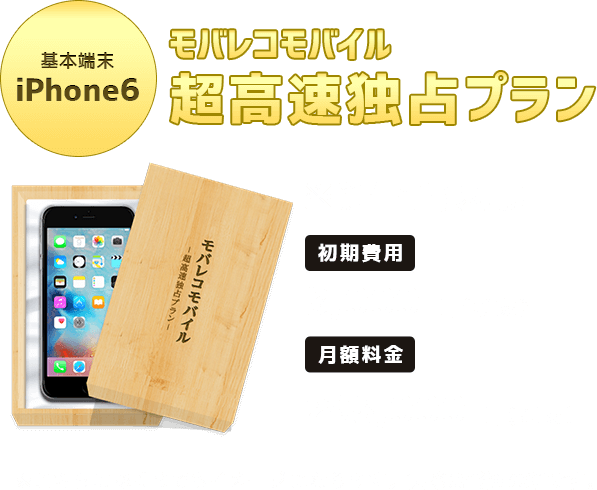 基本端末
iPhone6
モバレコモバイル
超高速独占プラン
モバレコモバイル
-超高速独占プラン-
初期費用
月額料金